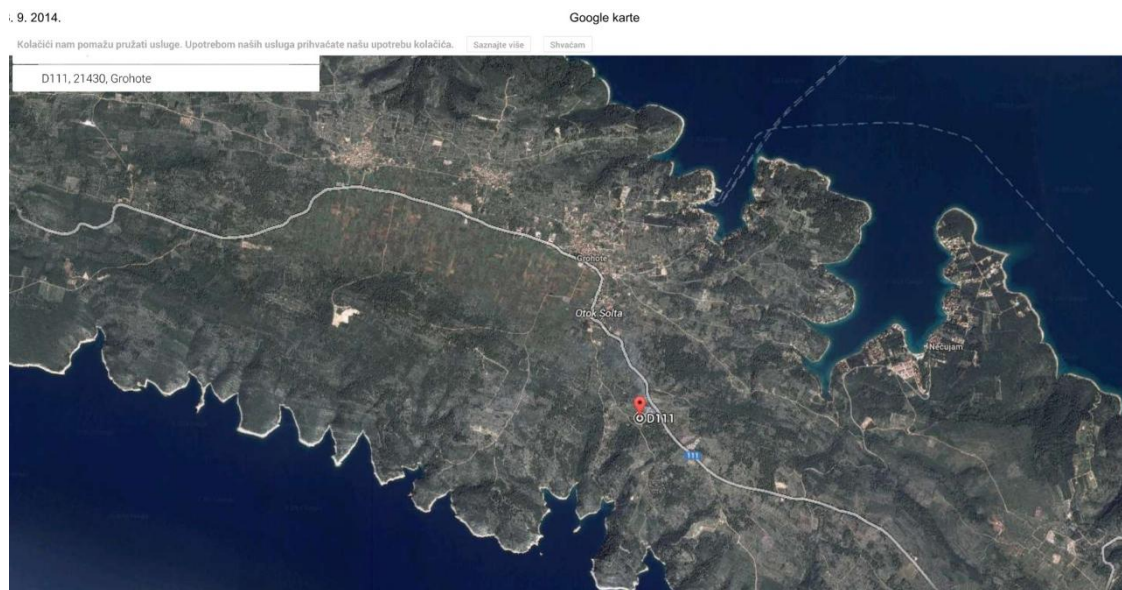 . 9. 2014.
Google karte
Kolačići nam pomažu pružati usluge. Upotrebom naših usluga prihvaćate našu upotrebu kolačića.
Saznajte više
Shvaćam
D111, 21430, Grohote
Grohote
Otok Šolta
Nečujam
D111
111